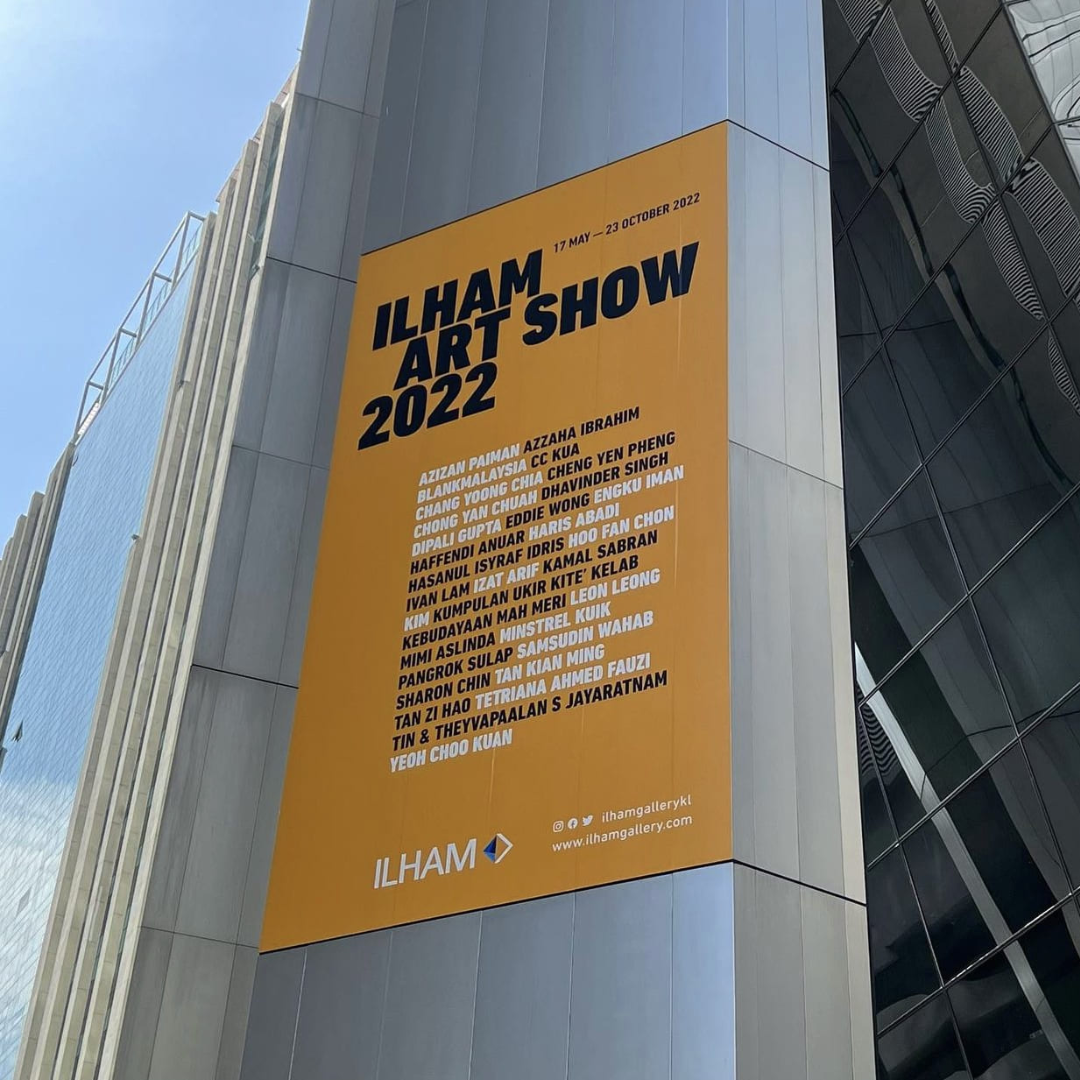 17 MAY — 23 OCTOBER 2022
ILHAM
ART SHOW
2022
AZIZAN PAIMAN AZZAHA IBRAHIM
BLANKMALAYSIA CC KUA
CHANG YOONG CHIA CHENG YEN PHENG
CHONG YAN CHUAH DHAVINDER SINGH
DIPALI GUPTA EDDIE WONG ENGKU IMAN
HAFFENDI ANUAR HARIS ABADI
HASANUL ISYRAF IDRIS HOO FAN CHON
IVAN LAM IZAT ARIF KAMAL SABRAN
KIM KUMPULAN UKIR KITE' KELAB
KEBUDAYAAN MAH MERI LEON LEONG
MIMI ASLINDA MINSTREL KUIK
PANGROK SULAP SAMSUDIN WAHAB
SHARON CHIN TAN KIAN MING
TAN ZI HAO TETRIANA AHMED FAUZI
TIN & THEYVAPAALAN S JAYARATNAM
YEOH CHOO KUAN
ilhamgallerykl
www.ilhamgallery.com
ILHAM